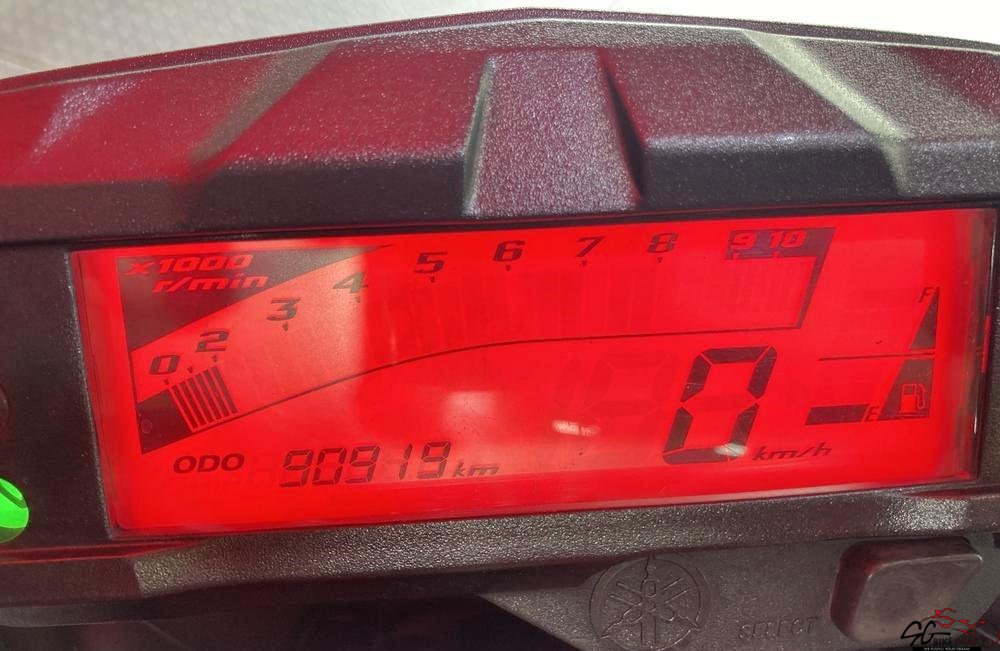 x1000
r/min
0 2 3 4 5 6 7 8 9 10
F
0 km/h
E
ODO 90919 km
SELECT